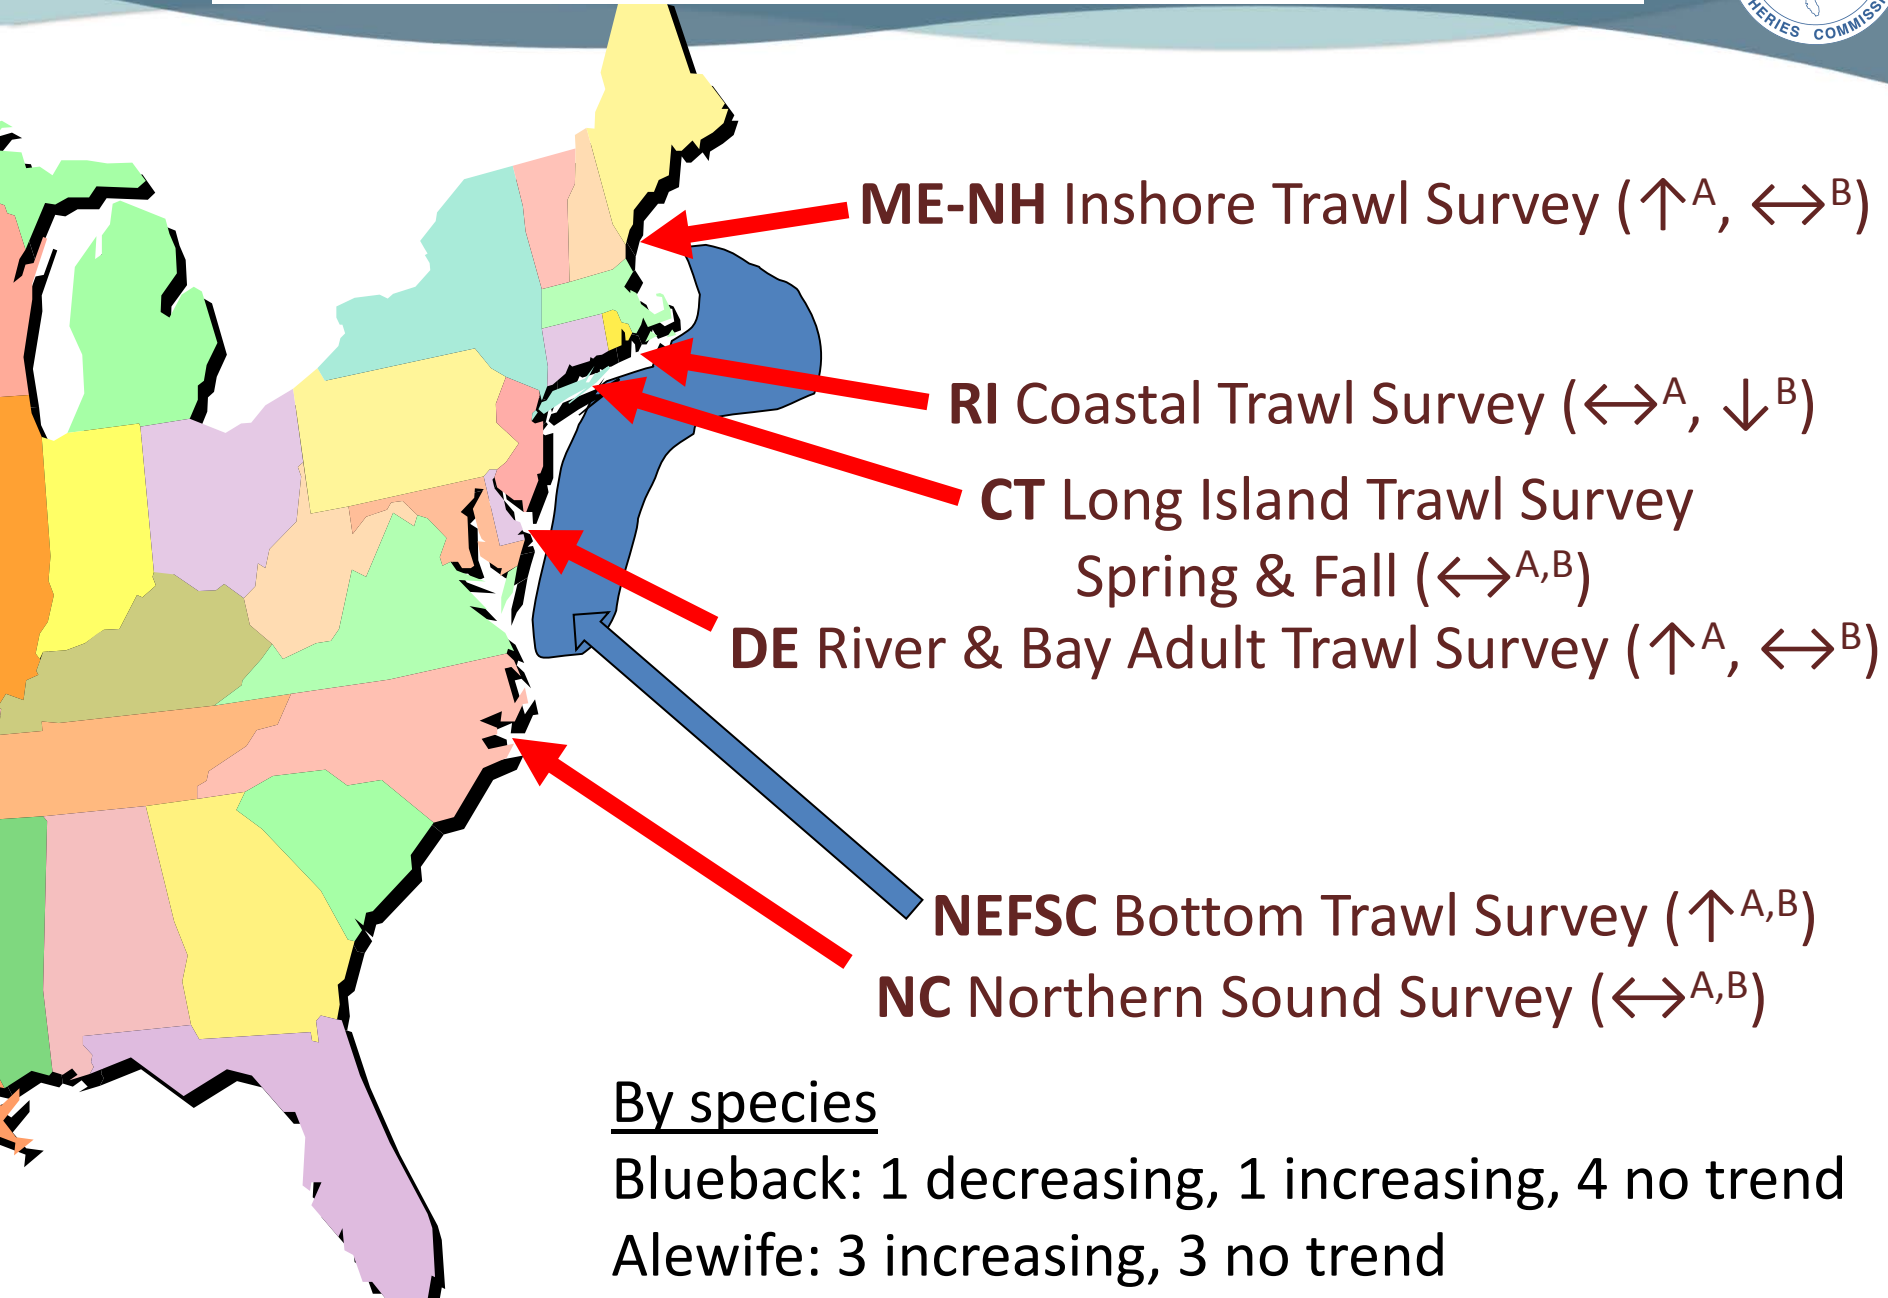 HERIES COMMISS
ME-NH Inshore Trawl Survey (↑A, ↔B)
RI Coastal Trawl Survey (↔A, ↓B)
CT Long Island Trawl Survey
Spring & Fall (↔A,B)
DE River & Bay Adult Trawl Survey (↑A, ↔B)
NEFSC Bottom Trawl Survey (↑A,B)
NC Northern Sound Survey (↔A,B)
By species
Blueback: 1 decreasing, 1 increasing, 4 no trend
Alewife: 3 increasing, 3 no trend